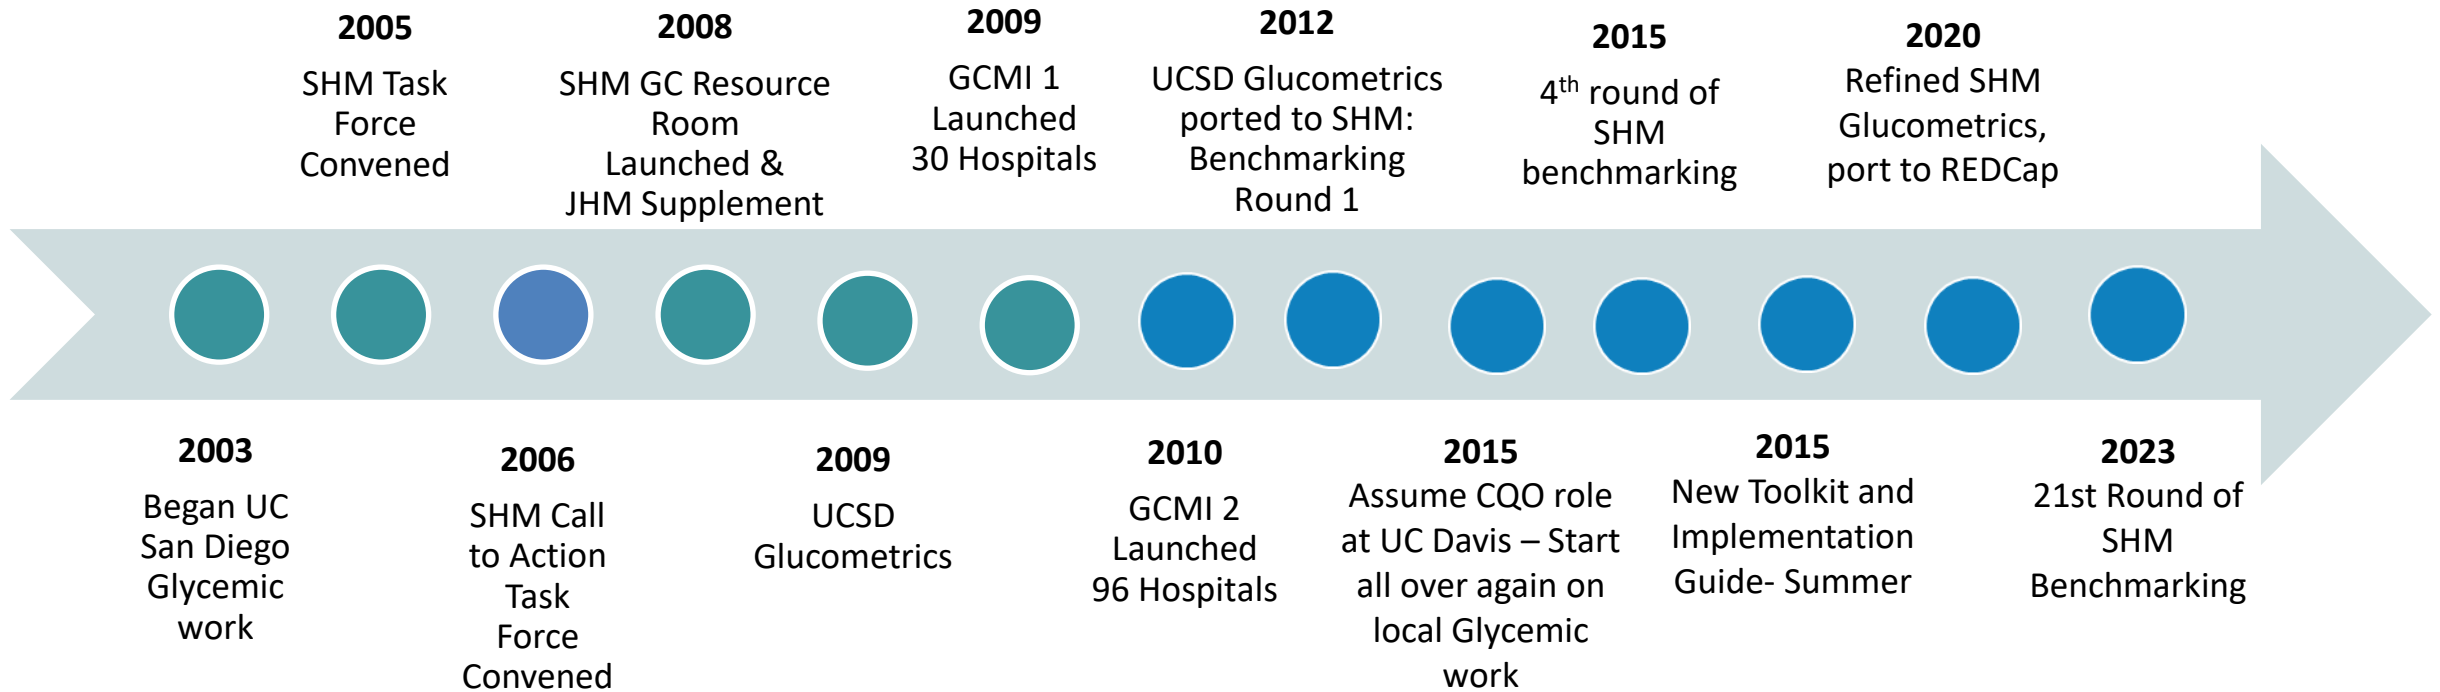 2005
SHM Task
Force
Convened
2008
SHM GC Resource
Room
Launched &
JHM Supplement
2009
GCMI 1
Launched
30 Hospitals
2012
UCSD Glucometrics
ported to SHM:
Benchmarking
Round 1
2015
4th round of
SHM
benchmarking
2020
Refined SHM
Glucometrics,
port to REDCap
2003
Began UC
San Diego
Glycemic
work
2006
SHM Call
to Action
Task
Force
Convened
2009
UCSD
Glucometrics
2010
GCMI 2
Launched
96 Hospitals
2015
Assume CQO role
at UC Davis – Start
all over again on
local Glycemic
work
2015
New Toolkit and
Implementation
Guide- Summer
2023
21st Round of
SHM
Benchmarking